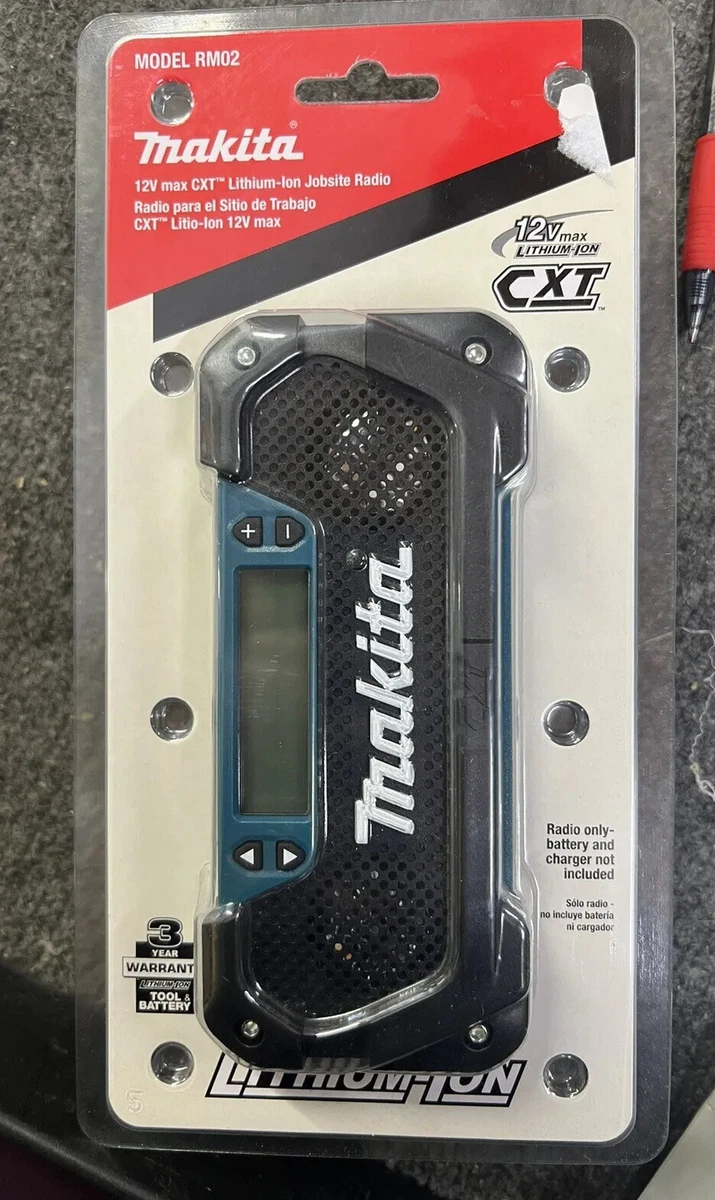 MODEL RM02
makita®
12V max CXT™ Lithium-Ion Jobsite Radio
Radio para el Sitio de Trabajo
CXT™ Litio-Ion 12V max
12V max
LITHIUM-ION
CXT™
+ −
makita
CXT
Radio only-
battery and
charger not
included
Sólo radio -
no incluye batería
ni cargador
3
YEAR
WARRANT
LITHIUM-ION
TOOL &
BATTERY
LITHIUM-ION
5